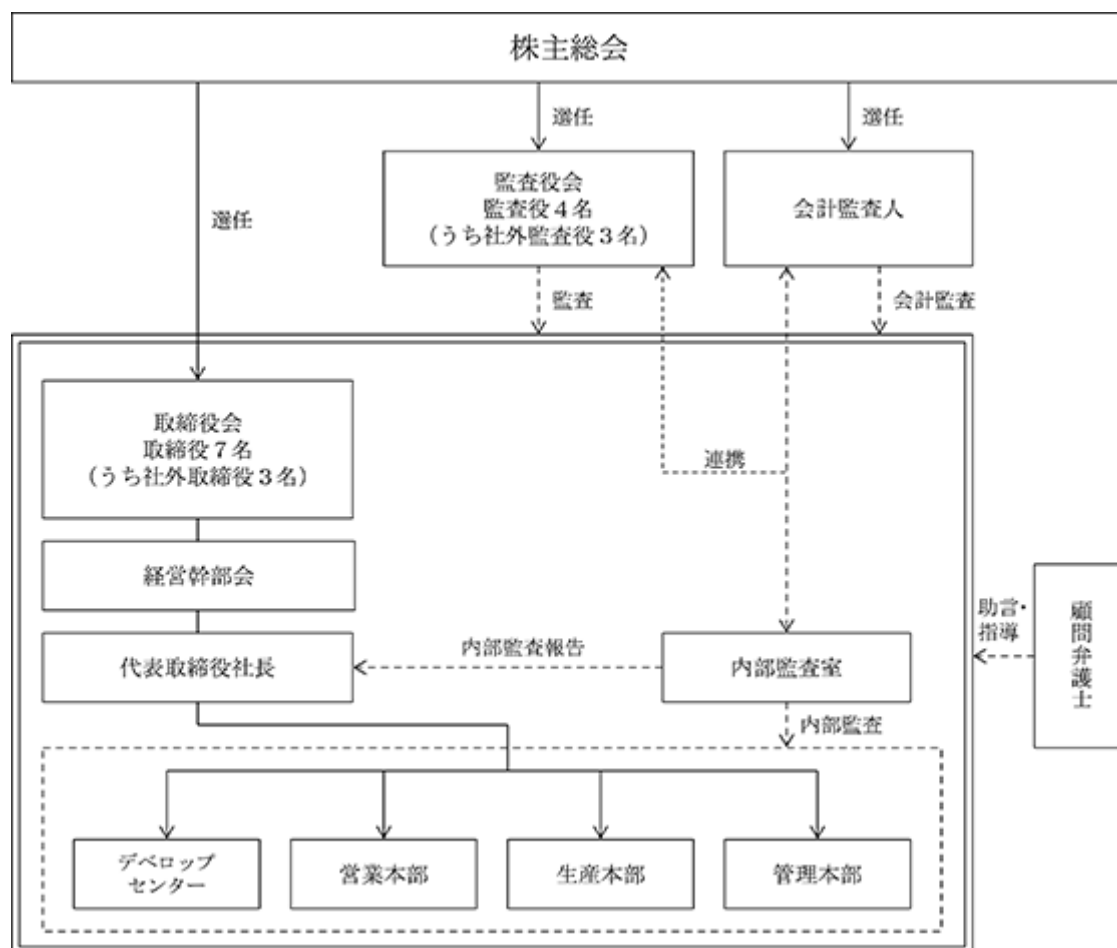 株主総会
選任
選任
選任
監査役会
監査役４名
（うち社外監査役３名）
会計監査人
監査
会計監査
取締役会
取締役７名
（うち社外取締役３名）
連携
経営幹部会
代表取締役社長
内部監査報告
内部監査室
助言・
指導
顧問弁護士
内部監査
デベロップ
センター
営業本部
生産本部
管理本部